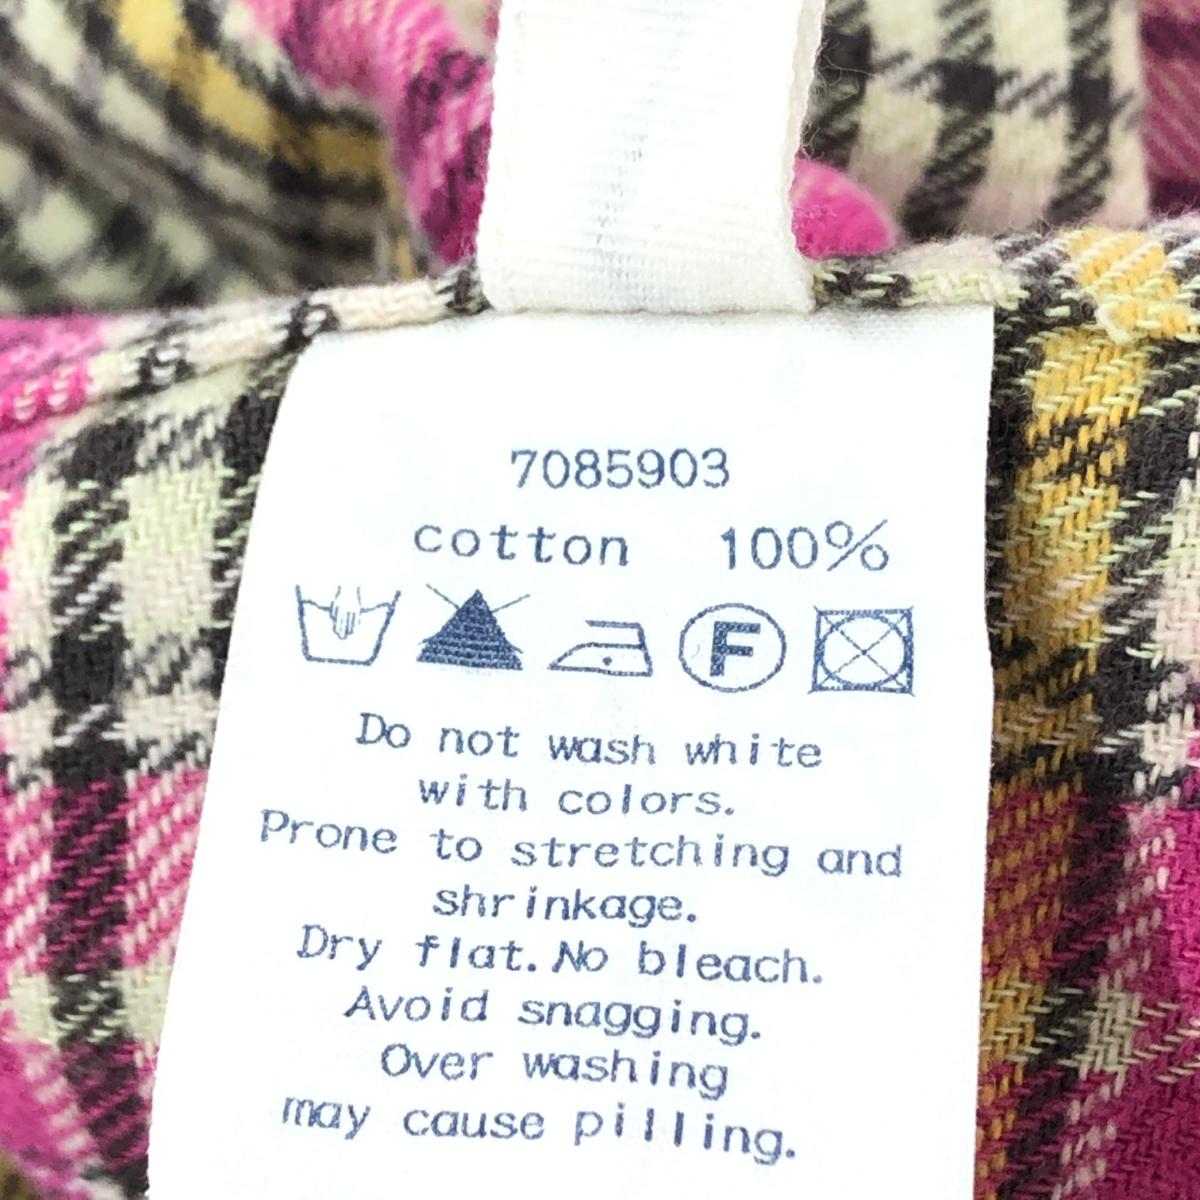 7085903
cotton 100%
F
Do not wash white
with colors.
Prone to stretching and
shrinkage.
Dry flat. No bleach.
Avoid snagging.
Over washing
may cause pilling.